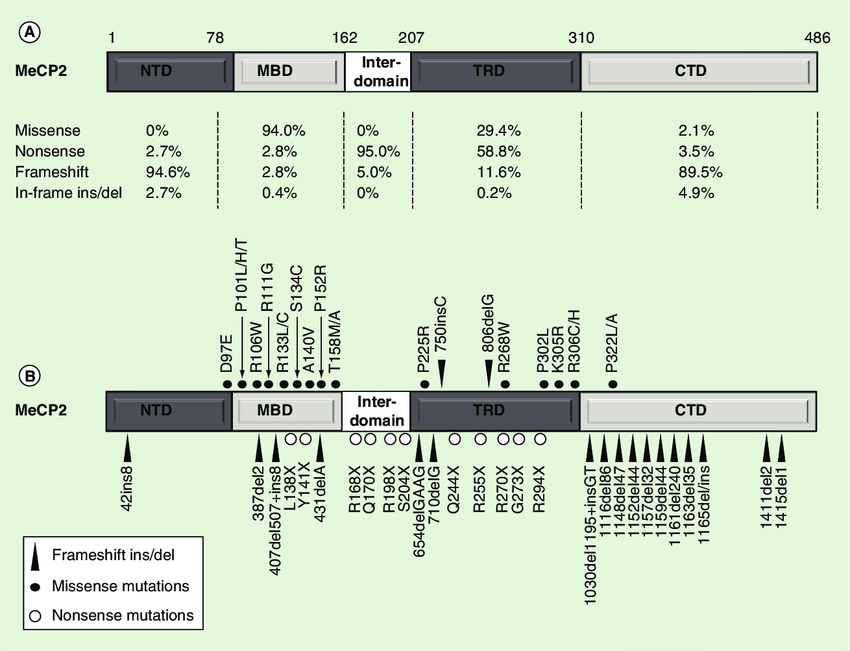 A
1 78 162 207 310 486
MeCP2
NTD
MBD
Inter-
domain
TRD
CTD
Missense 0% 94.0% 0% 29.4% 2.1%
Nonsense 2.7% 2.8% 95.0% 58.8% 3.5%
Frameshift 94.6% 2.8% 5.0% 11.6% 89.5%
In-frame ins/del 2.7% 0.4% 0% 0.2% 4.9%
D97E
P101L/H/T
R106W
R111G
R133L/C
S134C
A140V
P152R
T158M/A
P225R
750insC
806delG
R268W
P302L
K305R
R306C/H
P322L/A
B
MeCP2
NTD
MBD
Inter-
domain
TRD
CTD
42ins8
387del2
407del507+ins8
L138X
Y141X
431delA
R168X
Q170X
R198X
S204X
654delGAAG
710delG
Q244X
R255X
R270X
G273X
R294X
1030del1195+insGT
1116del86
1148del47
1152del44
1157del32
1159del44
1161del240
1163del35
1165del/ins
1411del2
1415del1
Frameshift ins/del
Missense mutations
Nonsense mutations